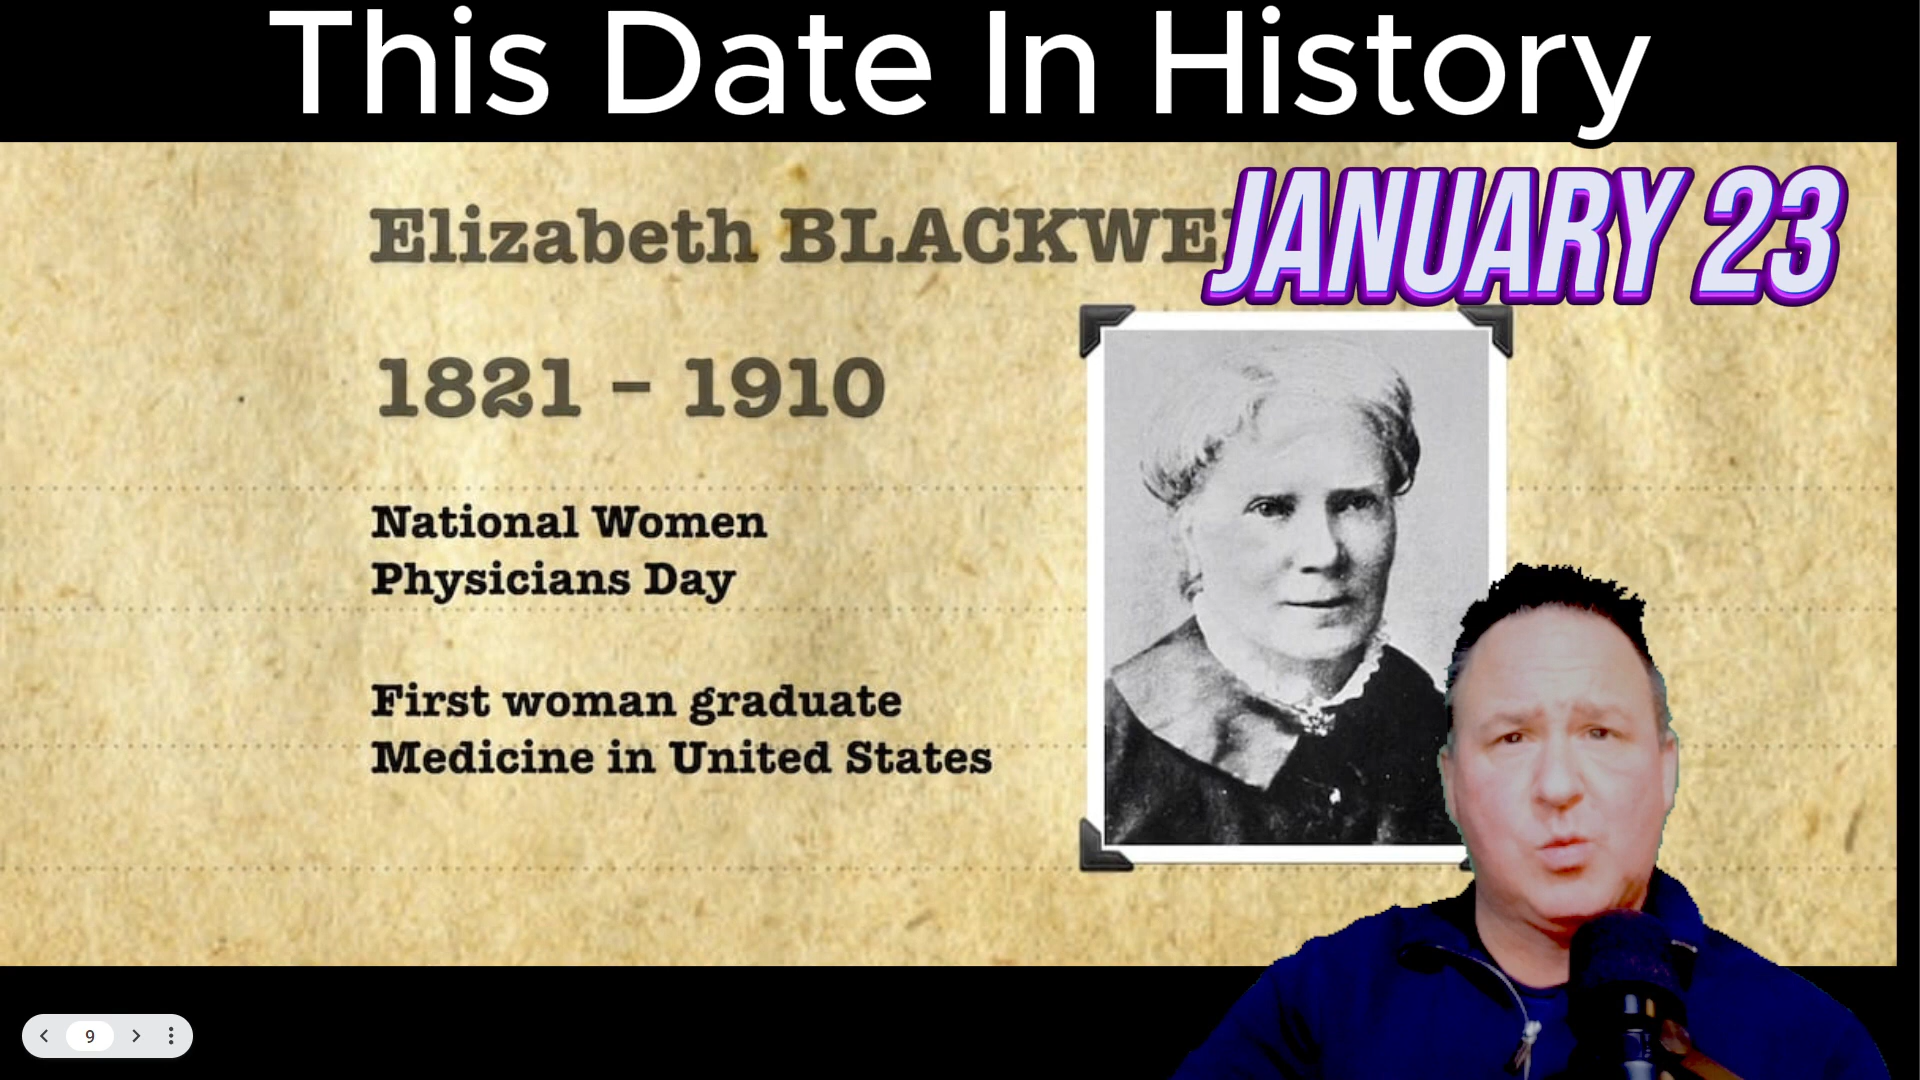 This Date In History
JANUARY 23
Elizabeth BLACKWE
1821 - 1910
National Women
Physicians Day
First woman graduate
Medicine in United States
9